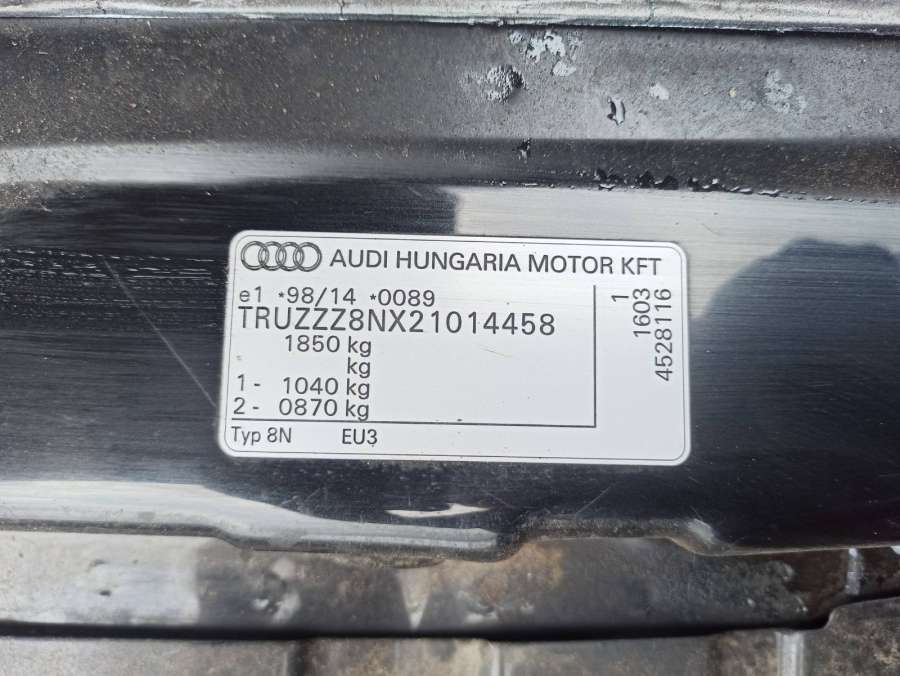 AUDI HUNGARIA MOTOR KFT
e1 *98/14 *0089
TRUZZZ8NX21014458
1850 kg
kg
1 - 1040 kg
2 - 0870 kg
Typ 8N EU3
1
1603
4528116